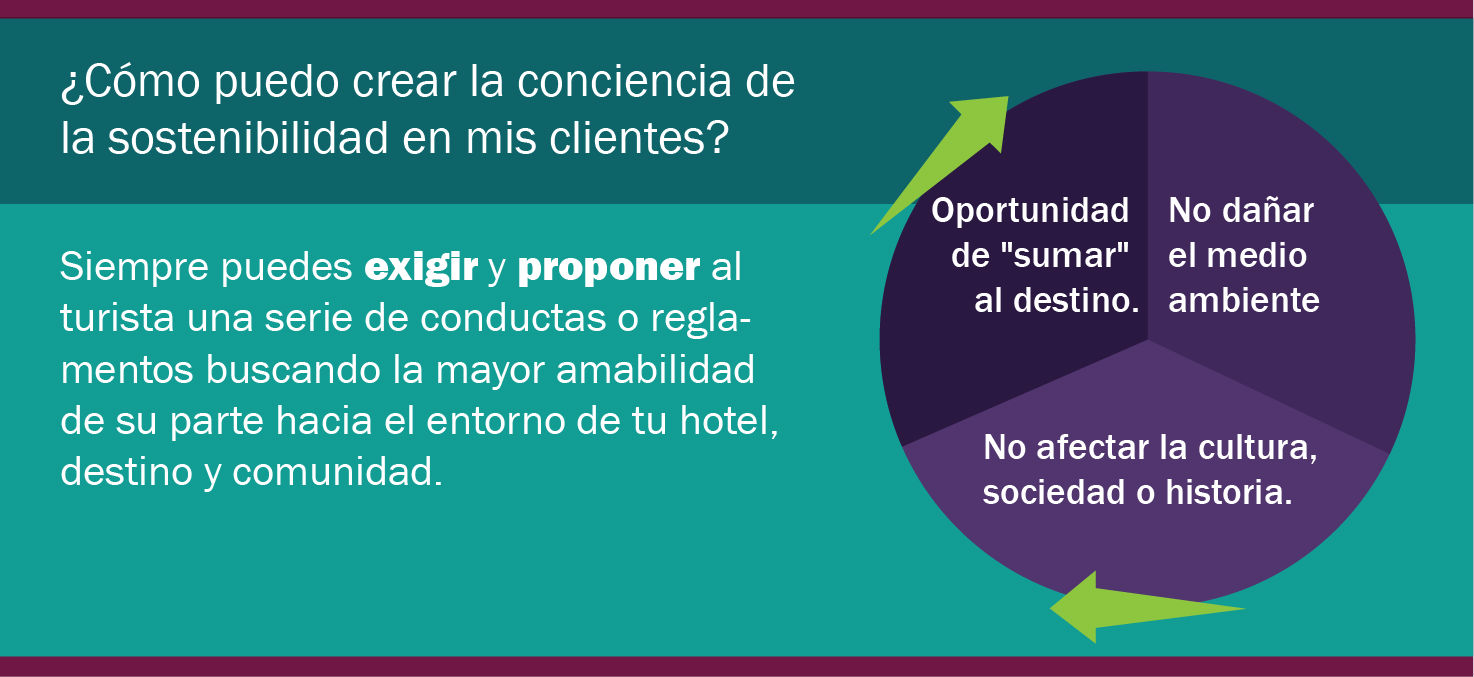 ¿Cómo puedo crear la conciencia de
la sostenibilidad en mis clientes?
Siempre puedes exigir y proponer al
turista una serie de conductas o regla-
mentos buscando la mayor amabilidad
de su parte hacia el entorno de tu hotel,
destino y comunidad.
Oportunidad
de "sumar"
al destino.
No dañar
el medio
ambiente
No afectar la cultura,
sociedad o historia.